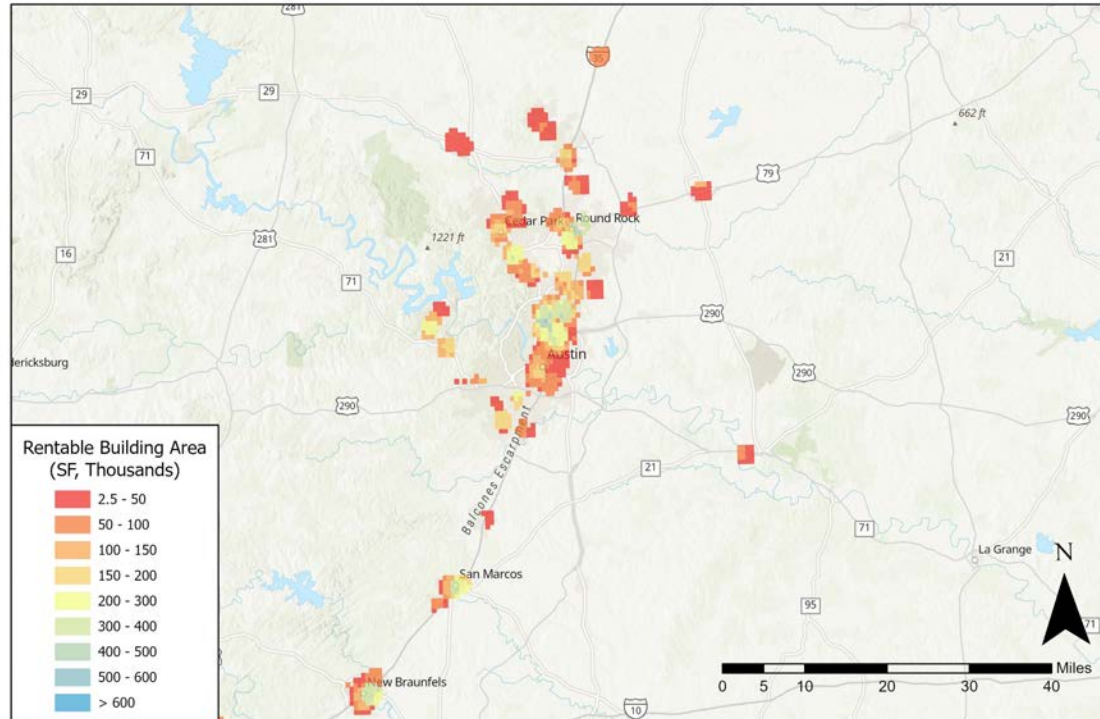 281
35
29
29
662 ft
71
79
Cedar Park
Round Rock
1221 ft
281
16
21
71
290
dericksburg
Austin
290
290
290
Balcones Escarpment
21
71
La Grange
N
San Marcos
95
71
New Braunfels
10
Rentable Building Area
(SF, Thousands)
2.5 - 50
50 - 100
100 - 150
150 - 200
200 - 300
300 - 400
400 - 500
500 - 600
> 600
Miles
0 5 10 20 30 40